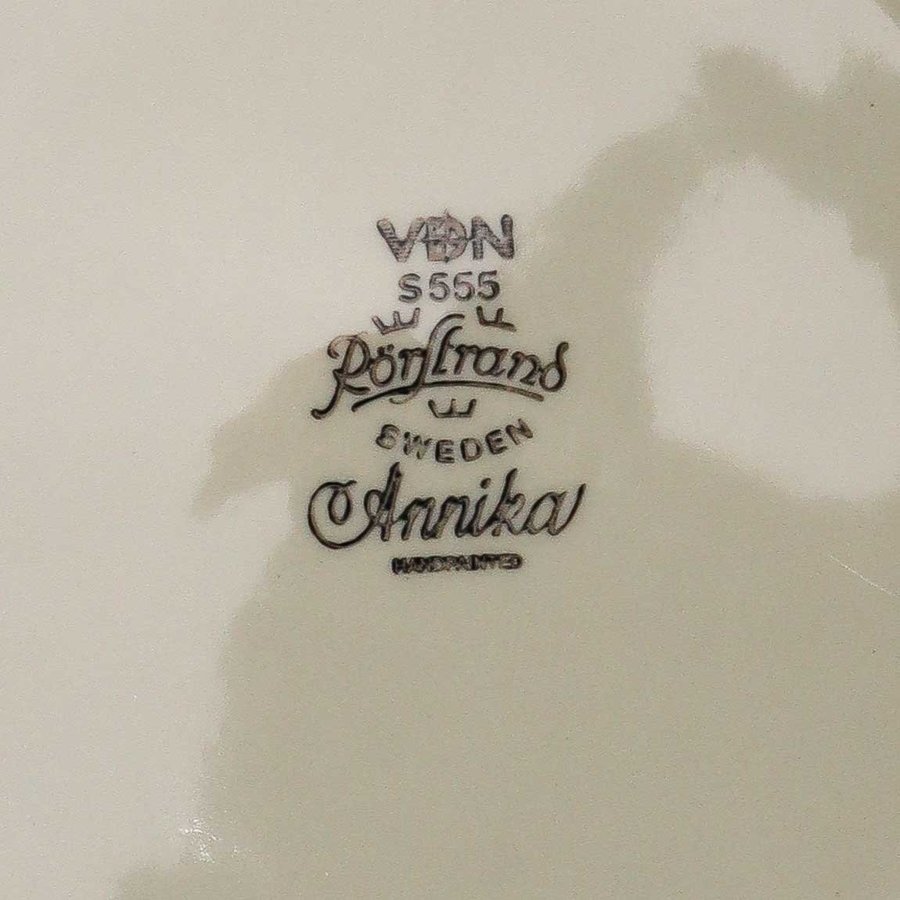 VDN
S555
Rörstrand
SWEDEN
Annika
HANDPAINTED